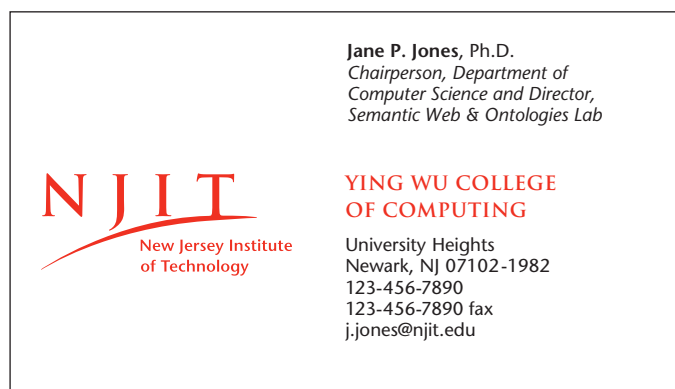 Jane P. Jones, Ph.D.
Chairperson, Department of
Computer Science and Director,
Semantic Web & Ontologies Lab
NJIT
New Jersey Institute
of Technology
YING WU COLLEGE
OF COMPUTING
University Heights
Newark, NJ 07102-1982
123-456-7890
123-456-7890 fax
j.jones@njit.edu